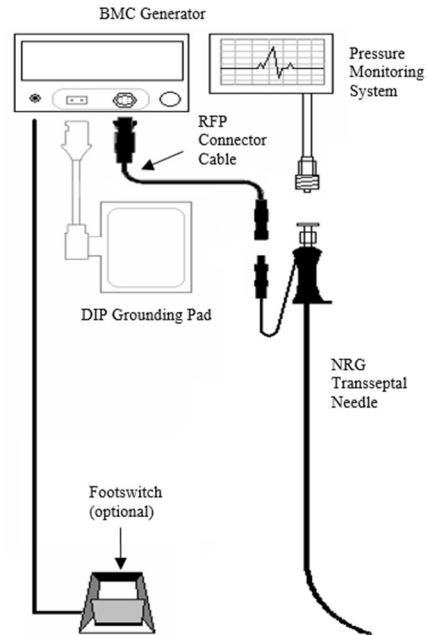 BMC Generator
Pressure
Monitoring
System
RFP
Connector
Cable
DIP Grounding Pad
NRG
Transseptal
Needle
Footswitch
(optional)